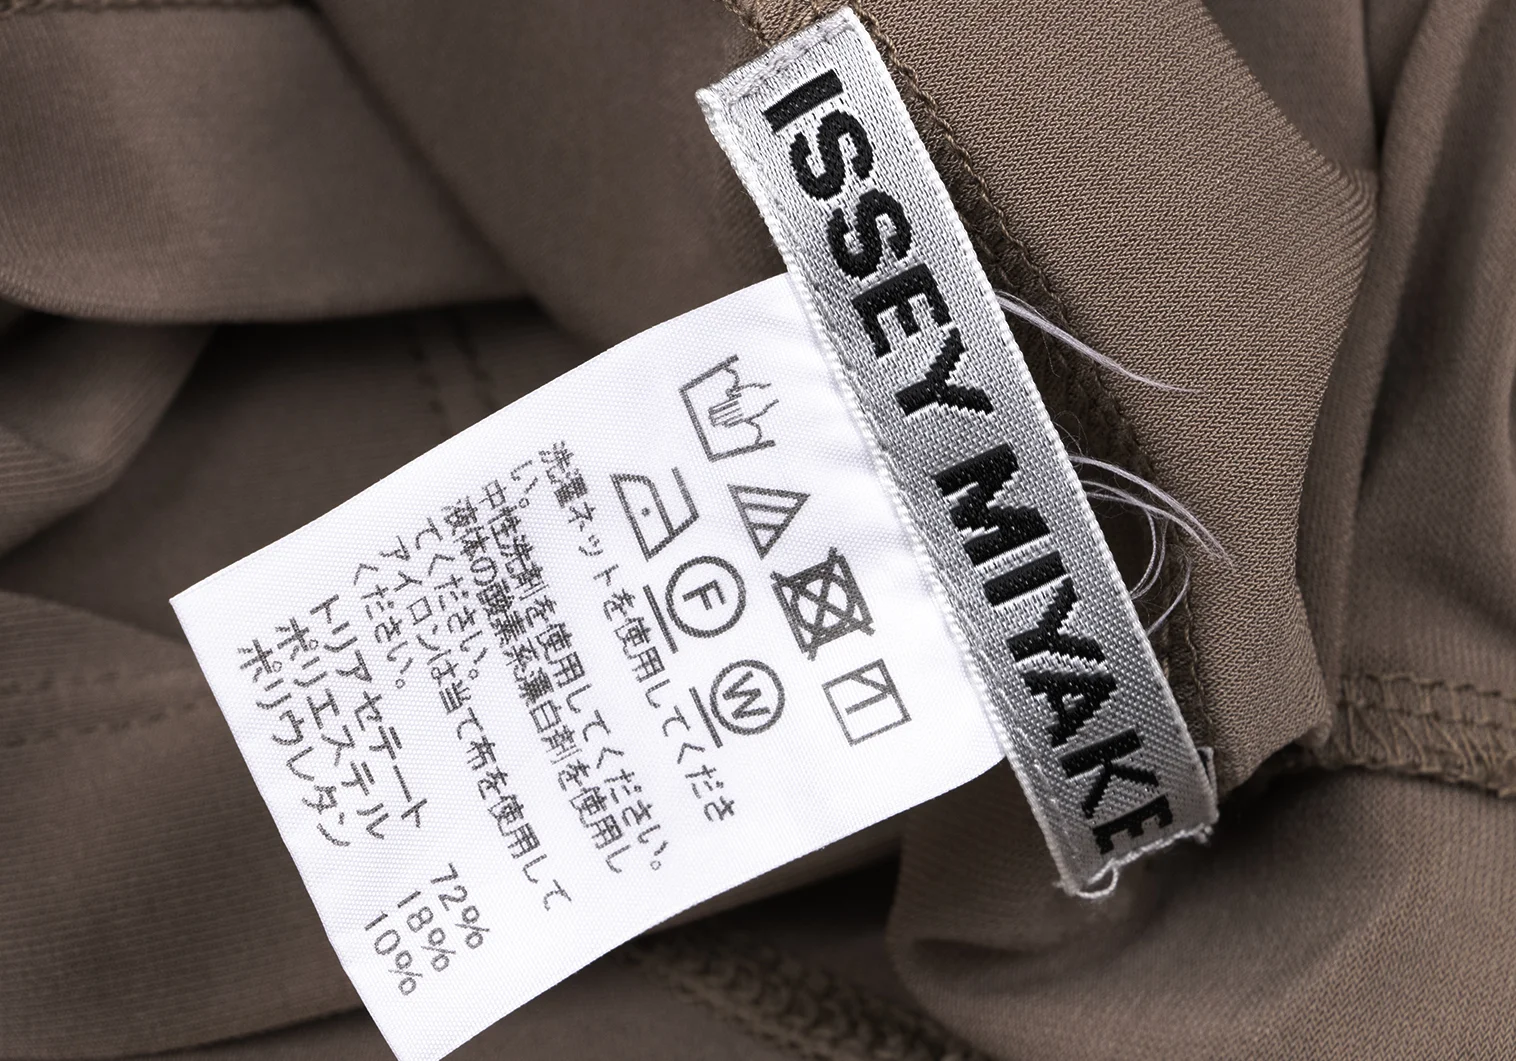 ISSEY MIYAKE
F
W
洗濯ネットを使用してくださ
い。
中性洗剤を使用してください。
液体の酸素系漂白剤を使用し
てください。
アイロンは当て布を使用して
ください。
トリアセテート 72%
ポリエステル 18%
ポリウレタン 10%